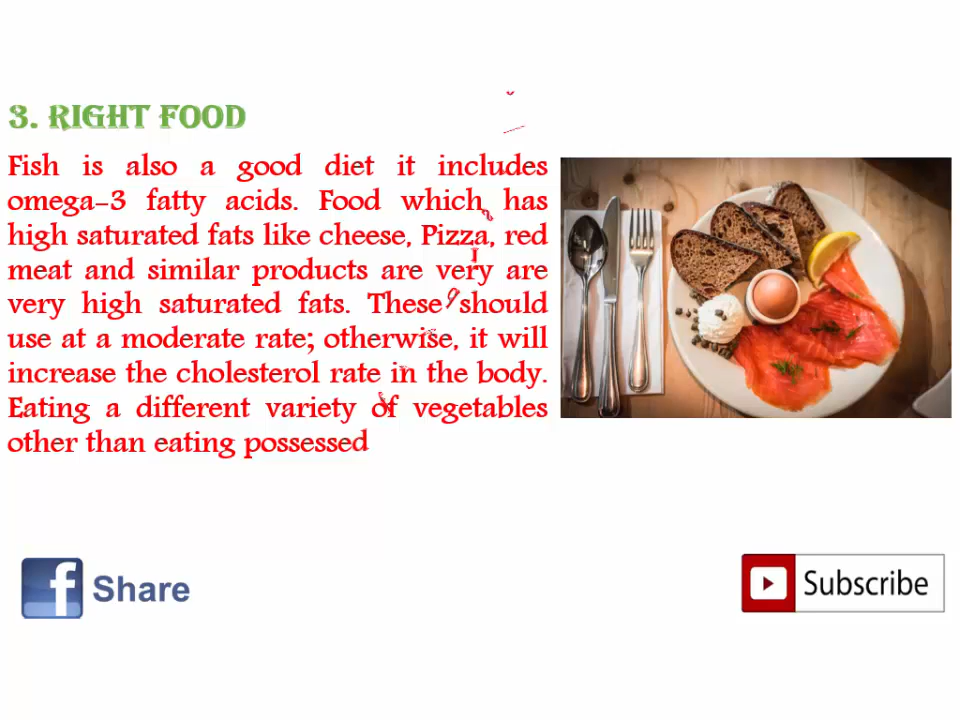 3. RIGHT FOOD
Fish is also a good diet it includes
omega-3 fatty acids. Food which has
high saturated fats like cheese, Pizza, red
meat and similar products are very are
very high saturated fats. These should
use at a moderate rate; otherwise, it will
increase the cholesterol rate in the body.
Eating a different variety of vegetables
other than eating possessed
f Share
Subscribe